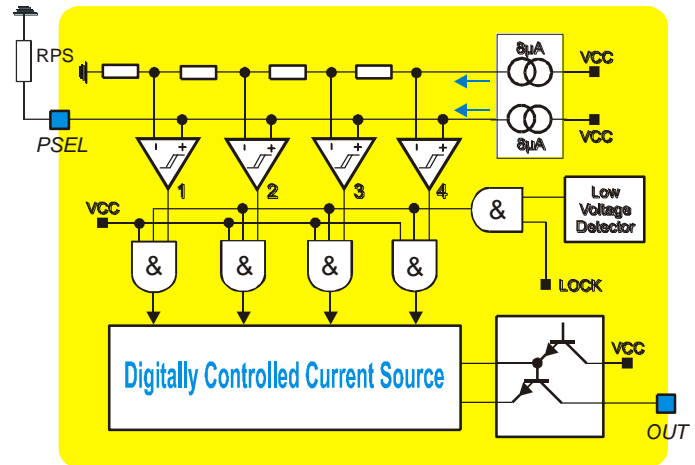 RPS
8µA
VCC
VCC
8µA
PSEL
- +
- +
- +
- +
1
2
3
4
VCC
&
Low
Voltage
Detector
&
&
&
&
LOCK
Digitally Controlled Current Source
VCC
OUT